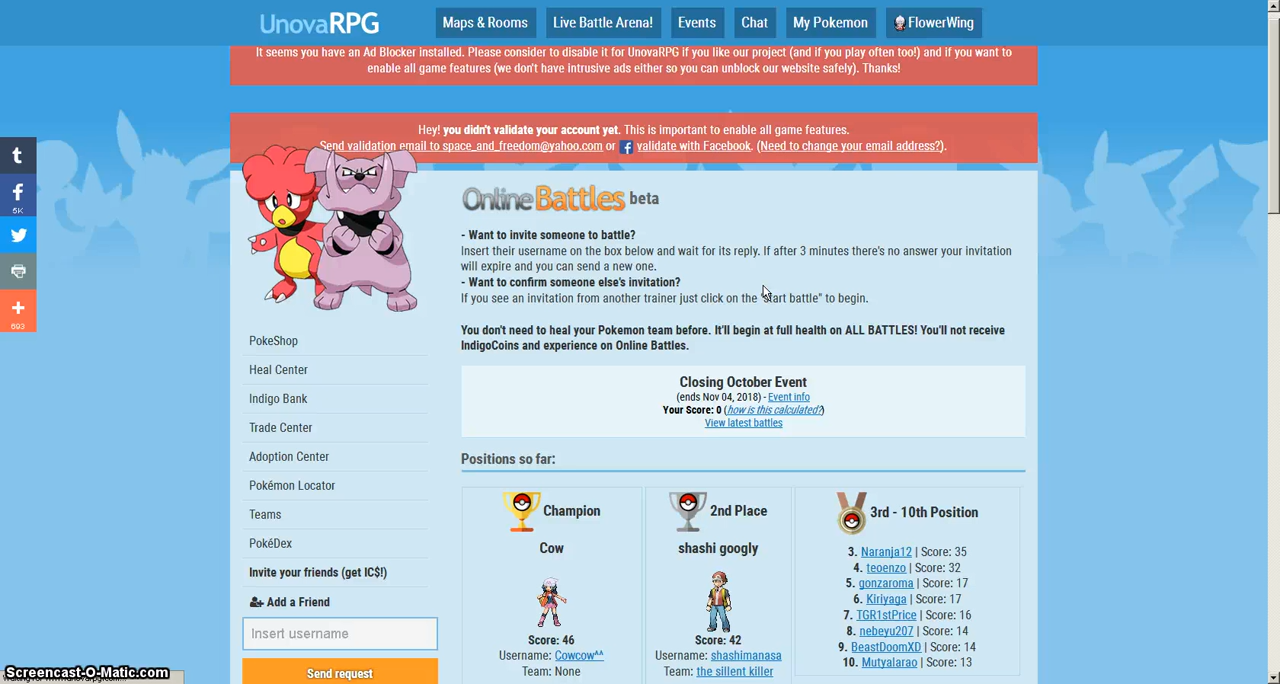 UnovaRPG
Maps & Rooms
Live Battle Arena!
Events
Chat
My Pokemon
FlowerWing
It seems you have an Ad Blocker installed. Please consider to disable it for UnovaRPG if you like our project (and if you play often too!) and if you want to
enable all game features (we don't have intrusive ads either so you can unblock our website safely). Thanks!
Hey! you didn't validate your account yet. This is important to enable all game features.
Send validation email to space_and_freedom@yahoo.com or validate with Facebook. (Need to change your email address?).
5K
693
OnlineBattles beta
- Want to invite someone to battle?
Insert their username on the box below and wait for its reply. If after 3 minutes there's no answer your invitation
will expire and you can send a new one.
- Want to confirm someone else's invitation?
If you see an invitation from another trainer just click on the "start battle" to begin.
You don't need to heal your Pokemon team before. It'll begin at full health on ALL BATTLES! You'll not receive
IndigoCoins and experience on Online Battles.
Closing October Event
(ends Nov 04, 2018) - Event info
Your Score: 0 (how is this calculated?)
View latest battles
Positions so far:
Champion
Cow
Score: 46
Username: Cowcow^^
Team: None
2nd Place
shashi googly
Score: 42
Username: shashimanasa
Team: the sillent killer
3rd - 10th Position
3. Naranja12 | Score: 35
4. teoenzo | Score: 32
5. gonzaroma | Score: 17
6. Kiriyaga | Score: 17
7. TGR1stPrice | Score: 16
8. nebeyu207 | Score: 14
9. BeastDoomXD | Score: 14
10. Mutyalarao | Score: 13
PokeShop
Heal Center
Indigo Bank
Trade Center
Adoption Center
Pokémon Locator
Teams
PokéDex
Invite your friends (get IC$!)
Add a Friend
Insert username
Send request
Screencast-O-Matic.com